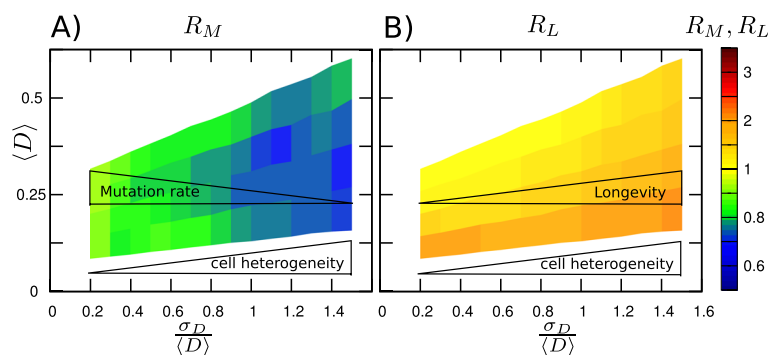 A) R_M B) R_L R_M, R_L
⟨D⟩
0.5
0.25
0
Mutation rate
cell heterogeneity
0.2 0.4 0.6 0.8 1 1.2 1.4
σ_D
⟨D⟩
Longevity
cell heterogeneity
0 0.2 0.4 0.6 0.8 1 1.2 1.4 1.6
σ_D
⟨D⟩
3
2
1
0.8
0.6